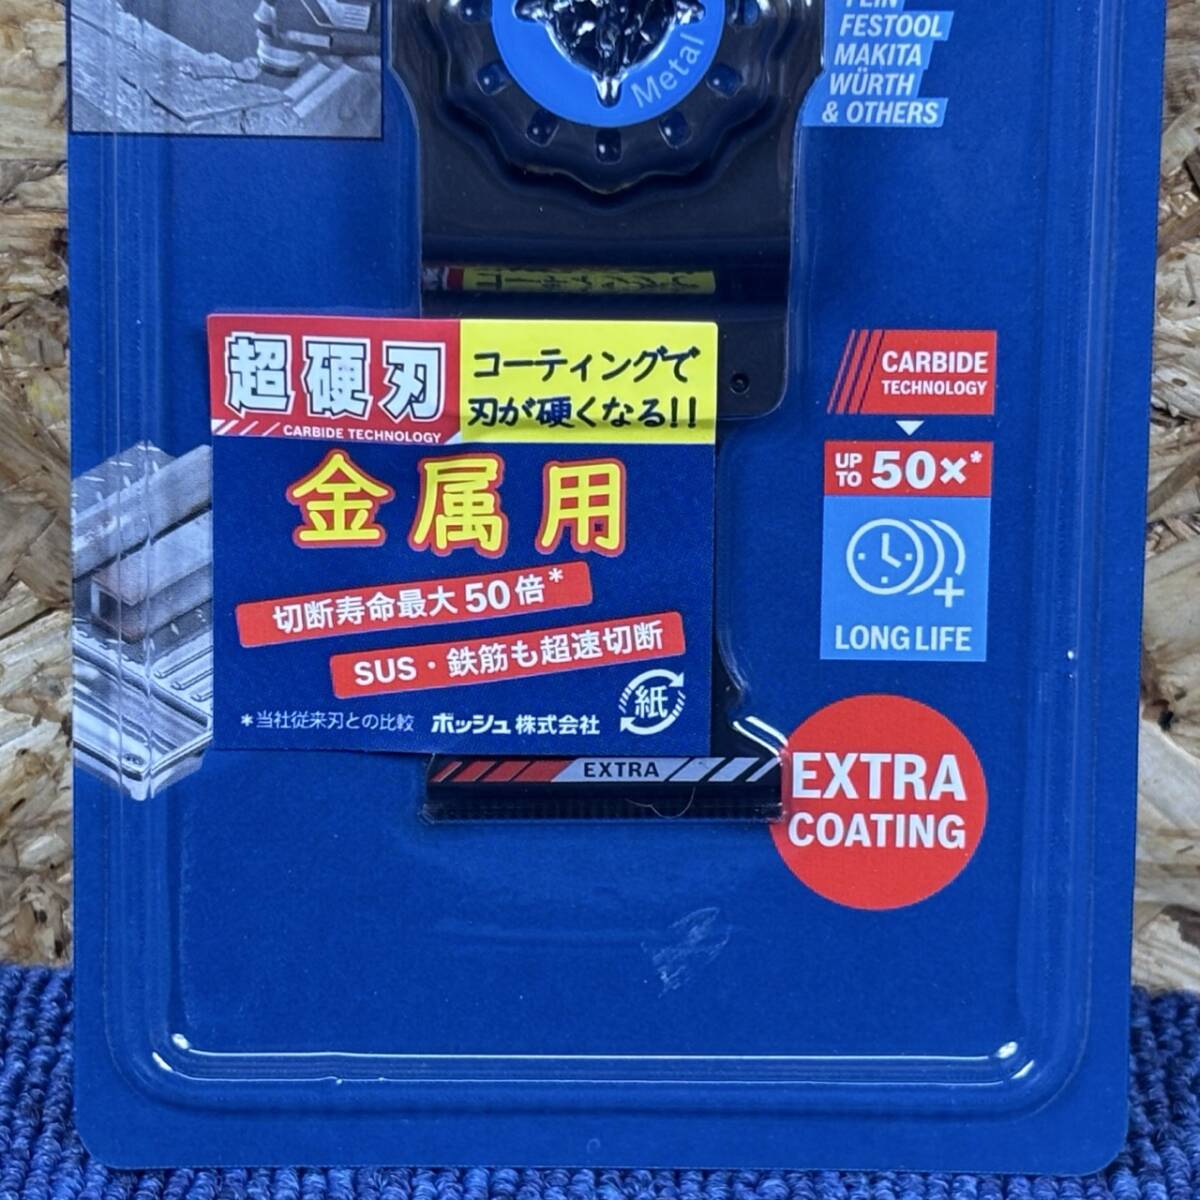 FEIN
FESTOOL
MAKITA
WÜRTH
& OTHERS
Metal
超硬刃
CARBIDE TECHNOLOGY
コーティングで
刃が硬くなる!!
金属用
切断寿命最大50倍*
SUS・鉄筋も超速切断
*当社従来刃との比較 ボッシュ株式会社
紙
EXTRA
CARBIDE
TECHNOLOGY
UP TO 50×*
LONG LIFE
EXTRA
COATING